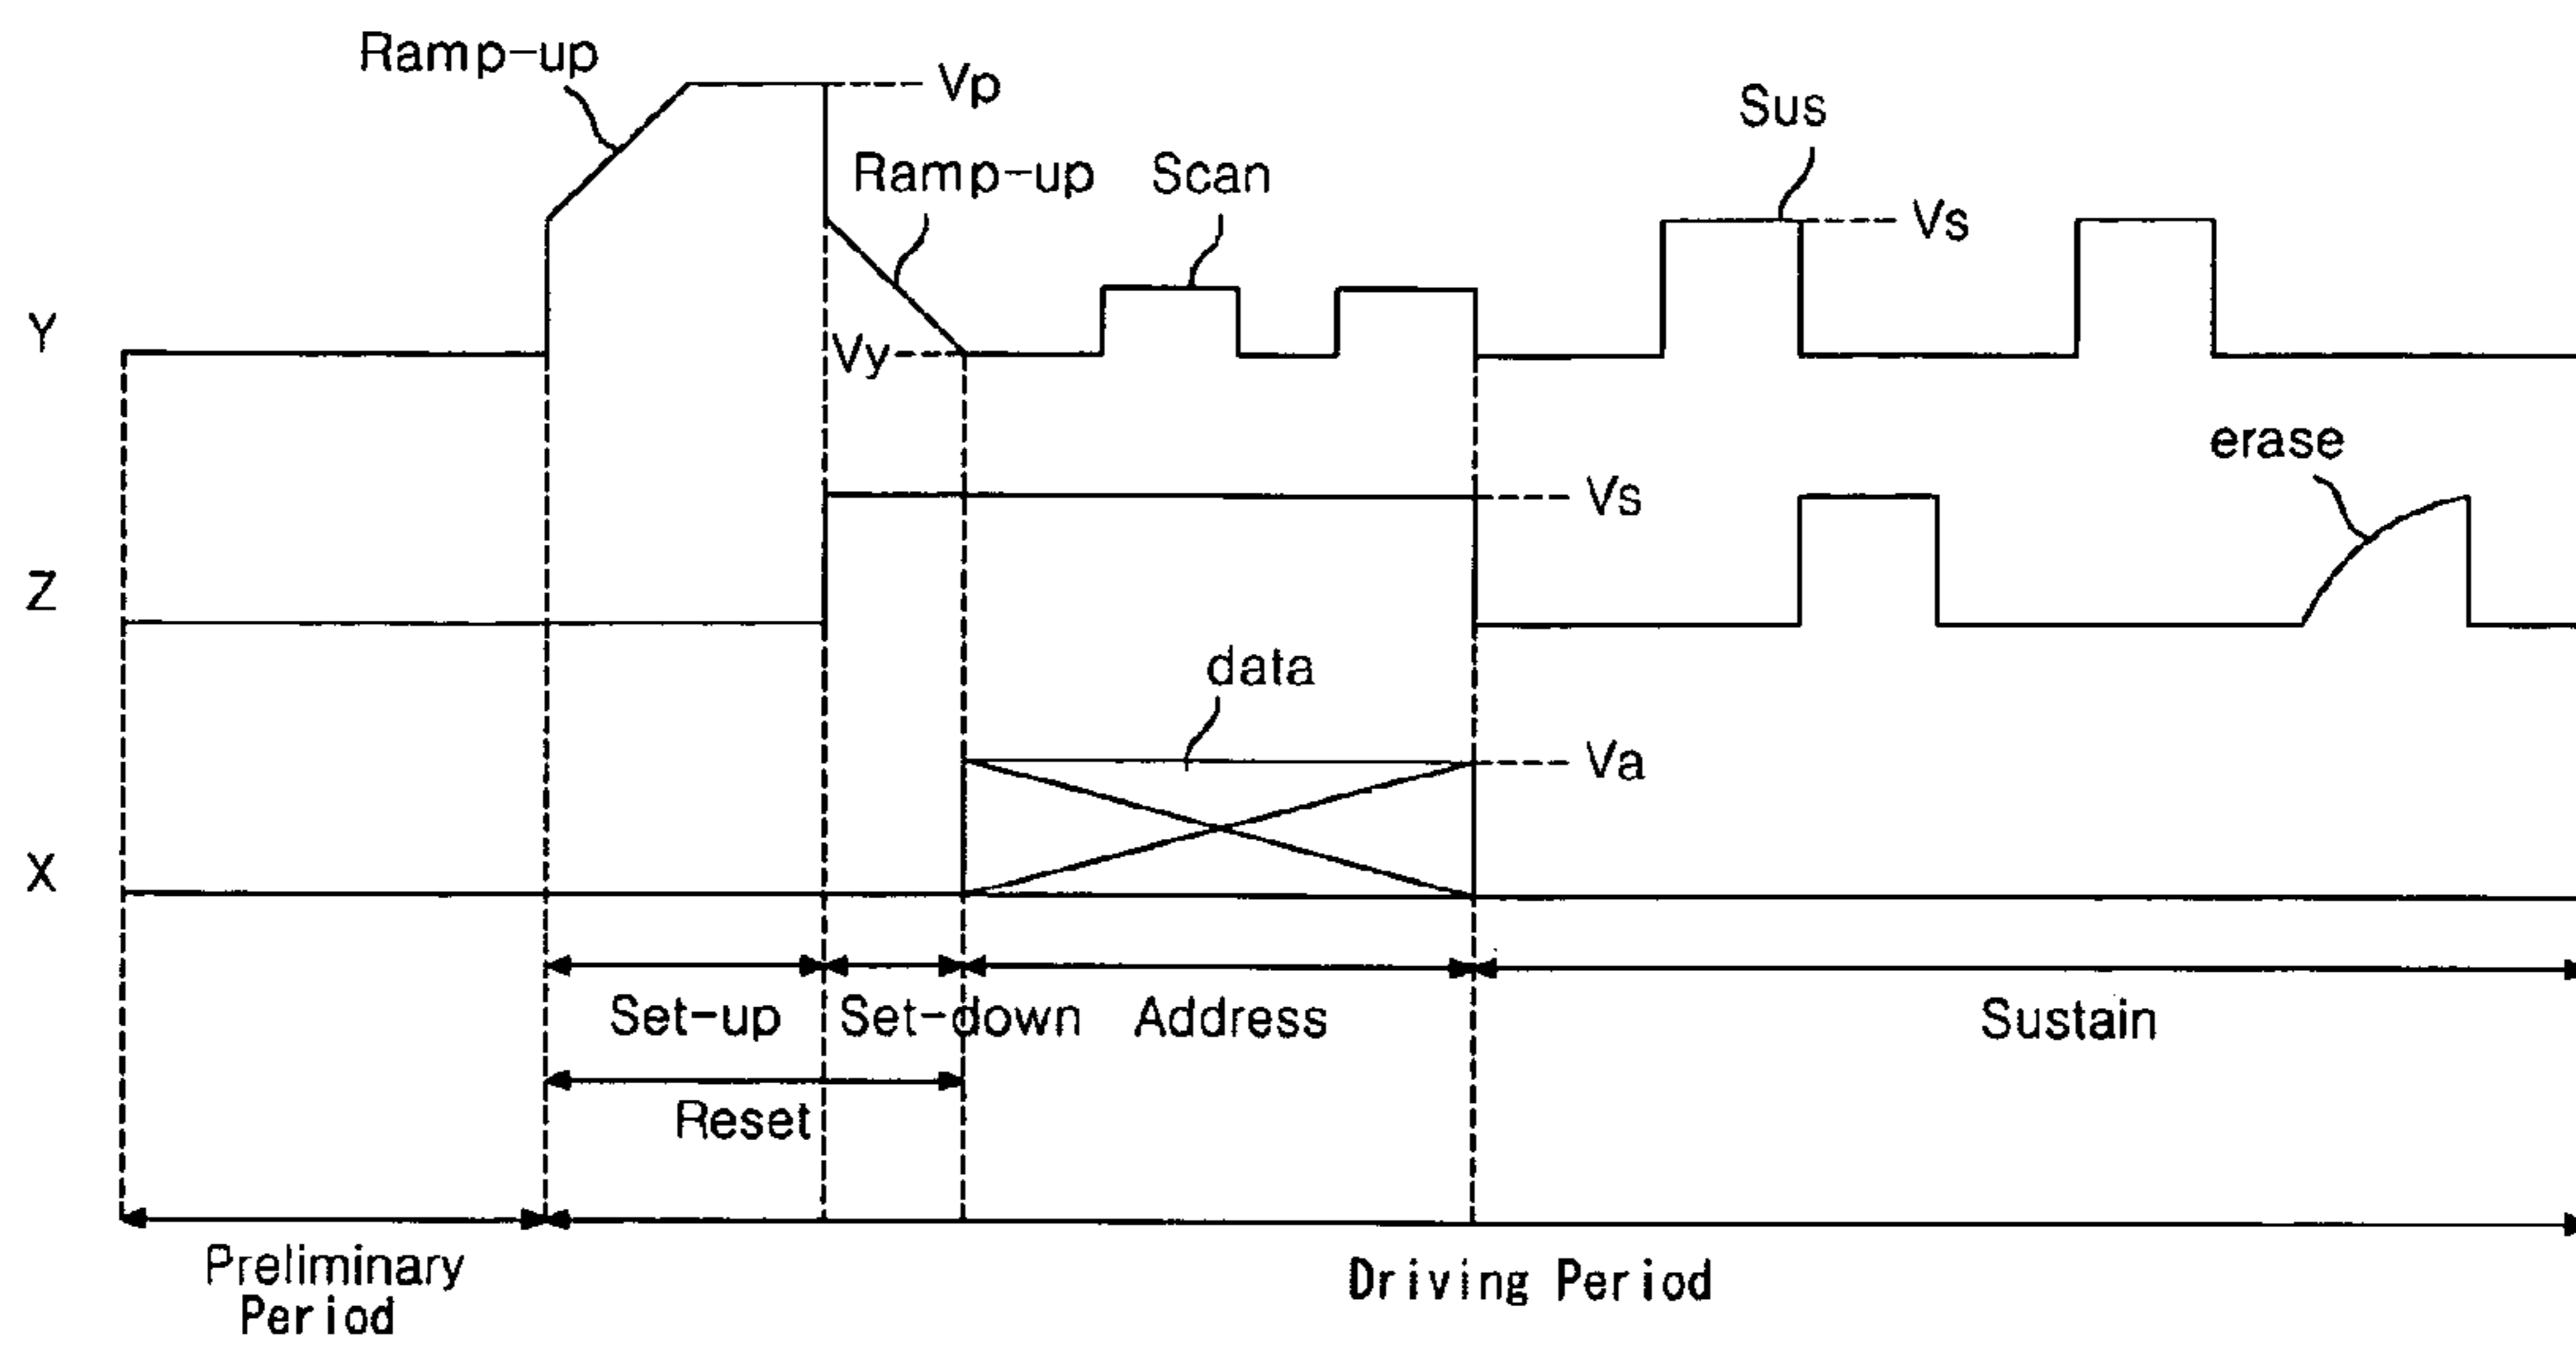 Ramp-up
Vp
Sus
Ramp-up
Scan
Vs
Y
Vy
erase
Vs
Z
data
Va
X
Set-up
Set-down
Address
Sustain
Reset
Preliminary
Period
Driving Period